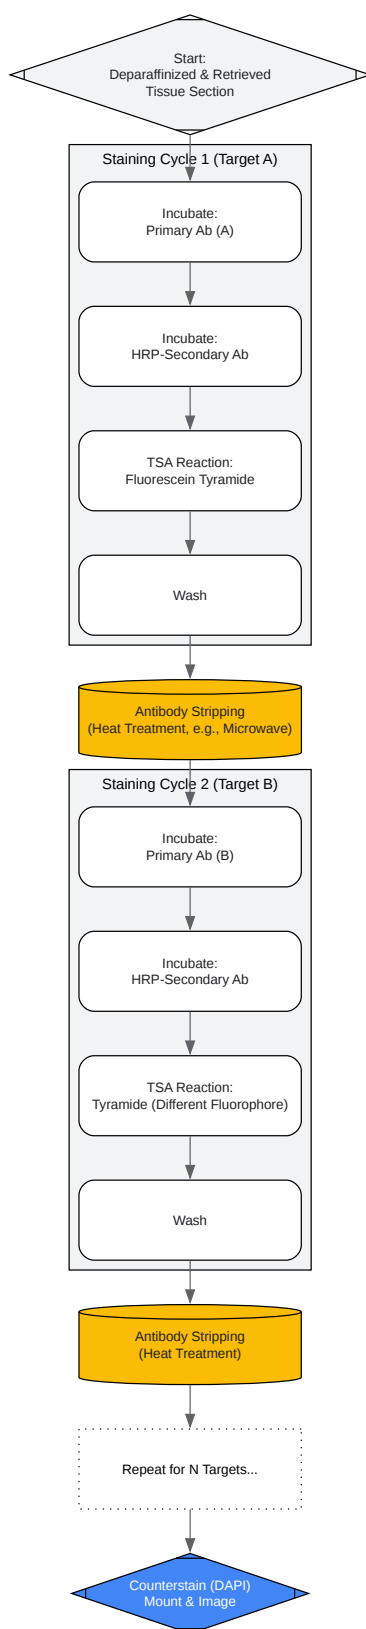 Start:
Deparaffinized & Retrieved
Tissue Section
Staining Cycle 1 (Target A)
Incubate:
Primary Ab (A)
Incubate:
HRP-Secondary Ab
TSA Reaction:
Fluorescein Tyramide
Wash
Antibody Stripping
(Heat Treatment, e.g., Microwave)
Staining Cycle 2 (Target B)
Incubate:
Primary Ab (B)
Incubate:
HRP-Secondary Ab
TSA Reaction:
Tyramide (Different Fluorophore)
Wash
Antibody Stripping
(Heat Treatment)
Repeat for N Targets...
Counterstain (DAPI)
Mount & Image